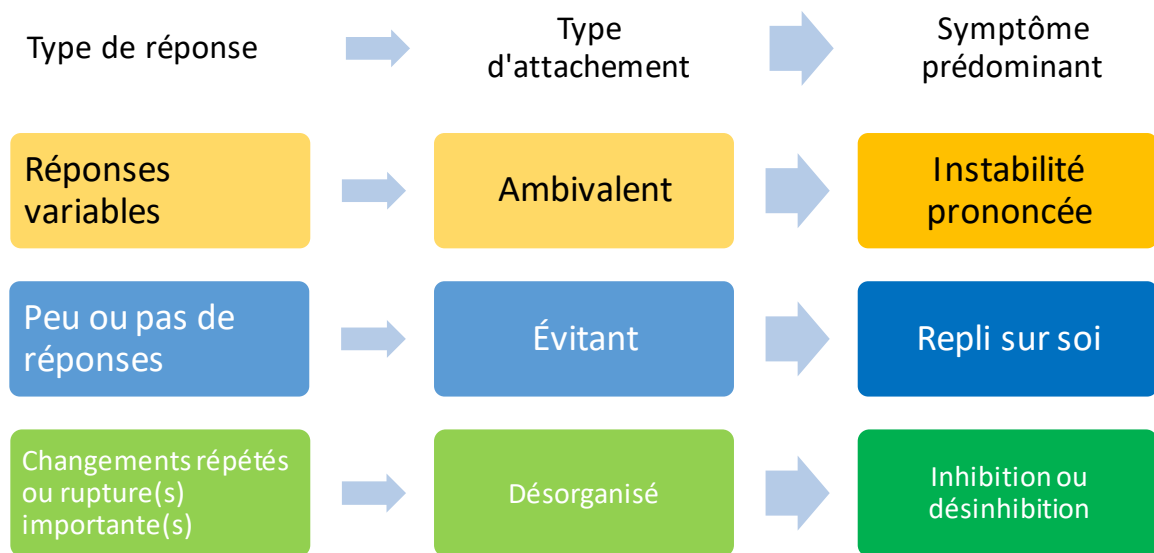 Type de réponse
Type
d'attachement
Symptôme
prédominant
Réponses
variables
Ambivalent
Instabilité
prononcée
Peu ou pas de
réponses
Évitant
Repli sur soi
Changements répétés
ou rupture(s)
importante(s)
Désorganisé
Inhibition ou
désinhibition